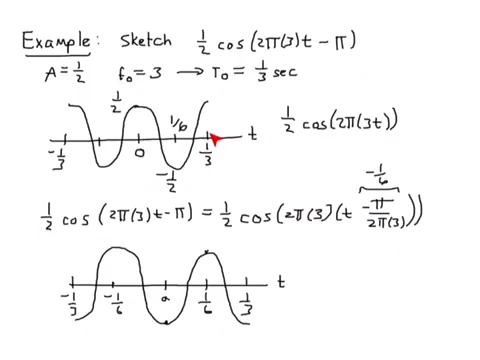 Example: Sketch 1/2 cos(2π(3)t - π)
A = 1/2 f₀ = 3 → T₀ = 1/3 sec
1/2 1/6
-1/3 0 1/3 t 1/2 cos(2π(3t))
-1/2
-1/6
1/2 cos (2π(3)t - π) = 1/2 cos(2π(3)(t -π/2π(3)))
t
-1/3 -1/6 0 1/6 1/3